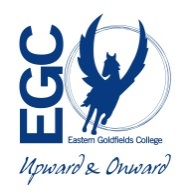 EGC
Eastern Goldfields College
Upward & Onward